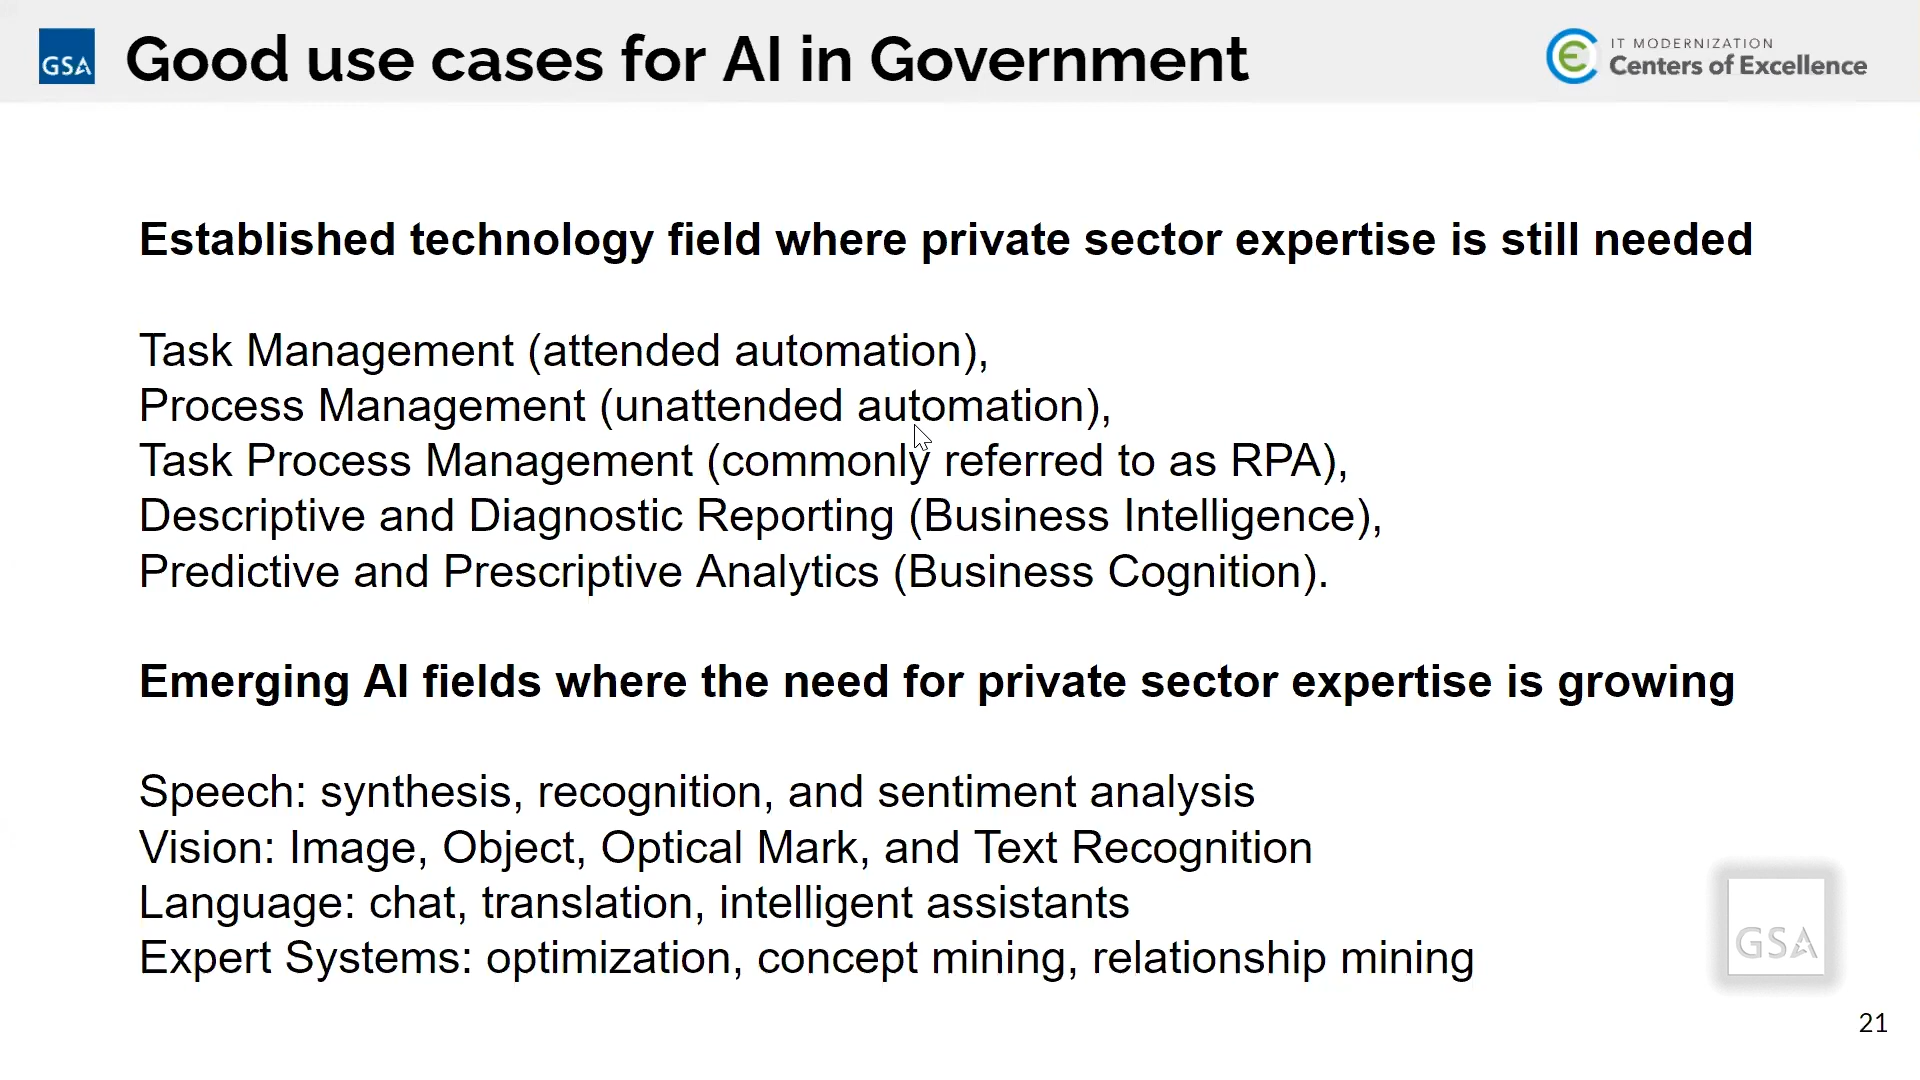 GSA
Good use cases for AI in Government
IT MODERNIZATION
Centers of Excellence
Established technology field where private sector expertise is still needed
Task Management (attended automation),
Process Management (unattended automation),
Task Process Management (commonly referred to as RPA),
Descriptive and Diagnostic Reporting (Business Intelligence),
Predictive and Prescriptive Analytics (Business Cognition).
Emerging AI fields where the need for private sector expertise is growing
Speech: synthesis, recognition, and sentiment analysis
Vision: Image, Object, Optical Mark, and Text Recognition
Language: chat, translation, intelligent assistants
Expert Systems: optimization, concept mining, relationship mining
GSA
21